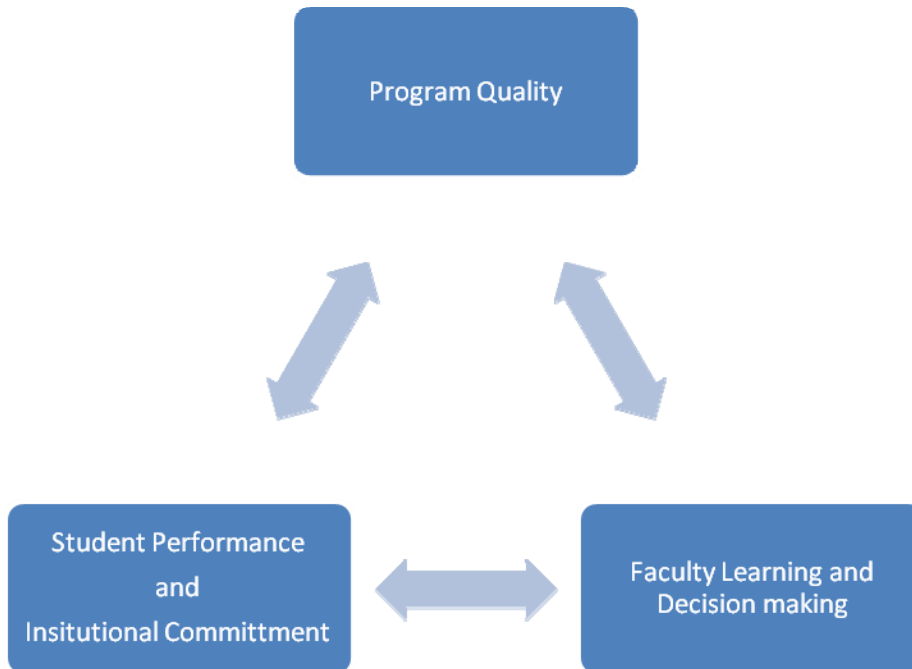 Program Quality
Student Performance
and
Insitutional Committment
Faculty Learning and
Decision making